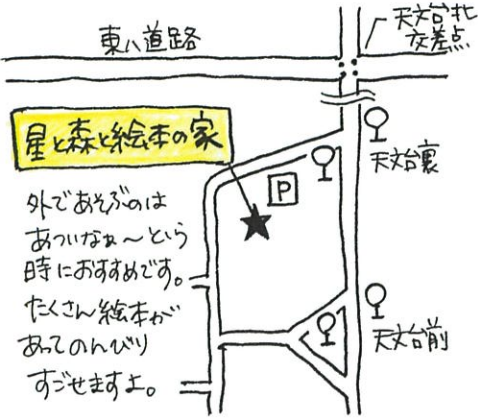 天文台北
交差点
東八道路
星と森と絵本の家
P
天文台裏
外であそぶのは
あついなぁ〜という
時におすすめです。
たくさん絵本が
あってのんびり
すごせますよ。
天文台前